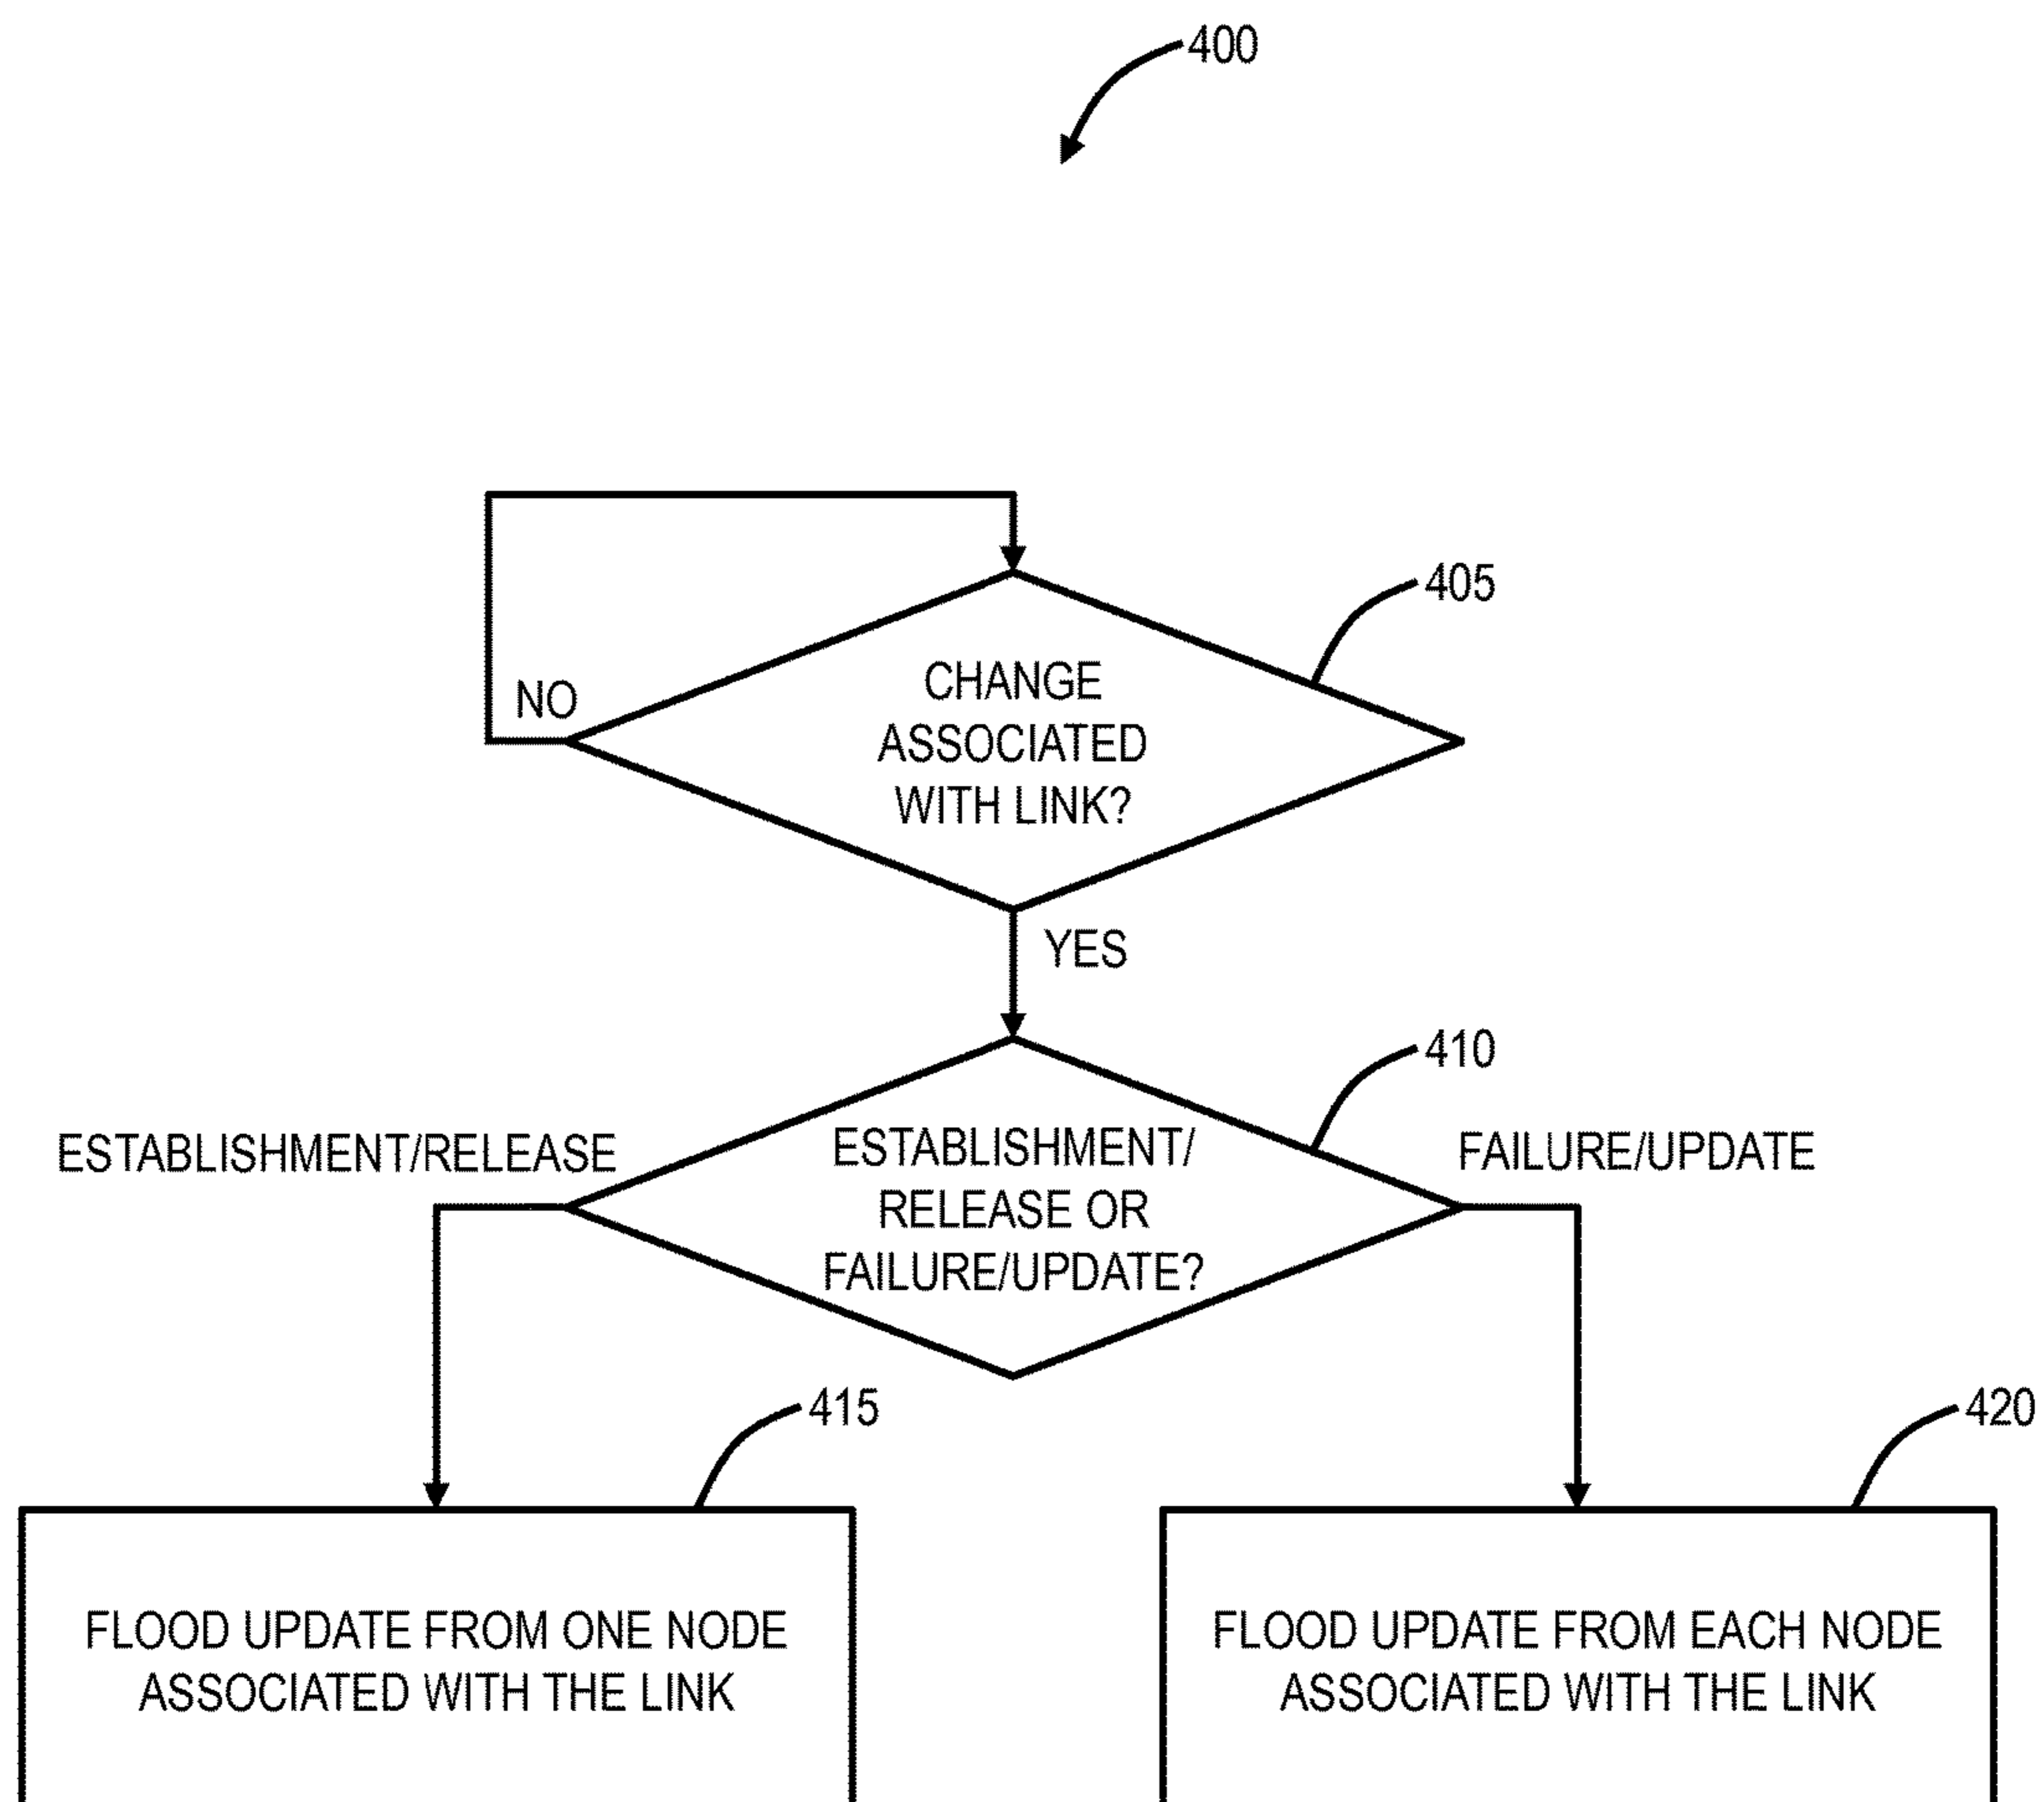 400
405
CHANGE
ASSOCIATED
WITH LINK?
NO
YES
410
ESTABLISHMENT/RELEASE
ESTABLISHMENT/
RELEASE OR
FAILURE/UPDATE?
FAILURE/UPDATE
415
420
FLOOD UPDATE FROM ONE NODE
ASSOCIATED WITH THE LINK
FLOOD UPDATE FROM EACH NODE
ASSOCIATED WITH THE LINK